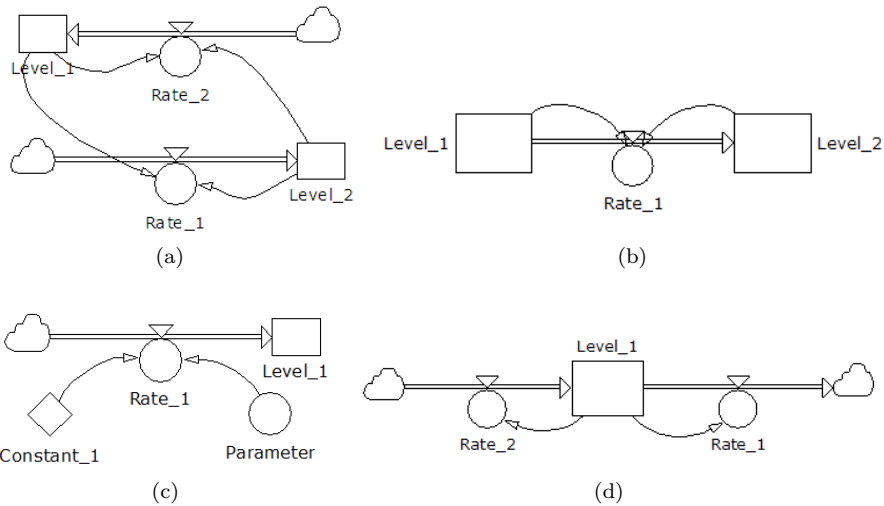 Level_1
Rate_2
Level_2
Rate_1
(a)
Level_1
Level_2
Rate_1
(b)
Level_1
Rate_1
Constant_1
Parameter
(c)
Level_1
Rate_2
Rate_1
(d)